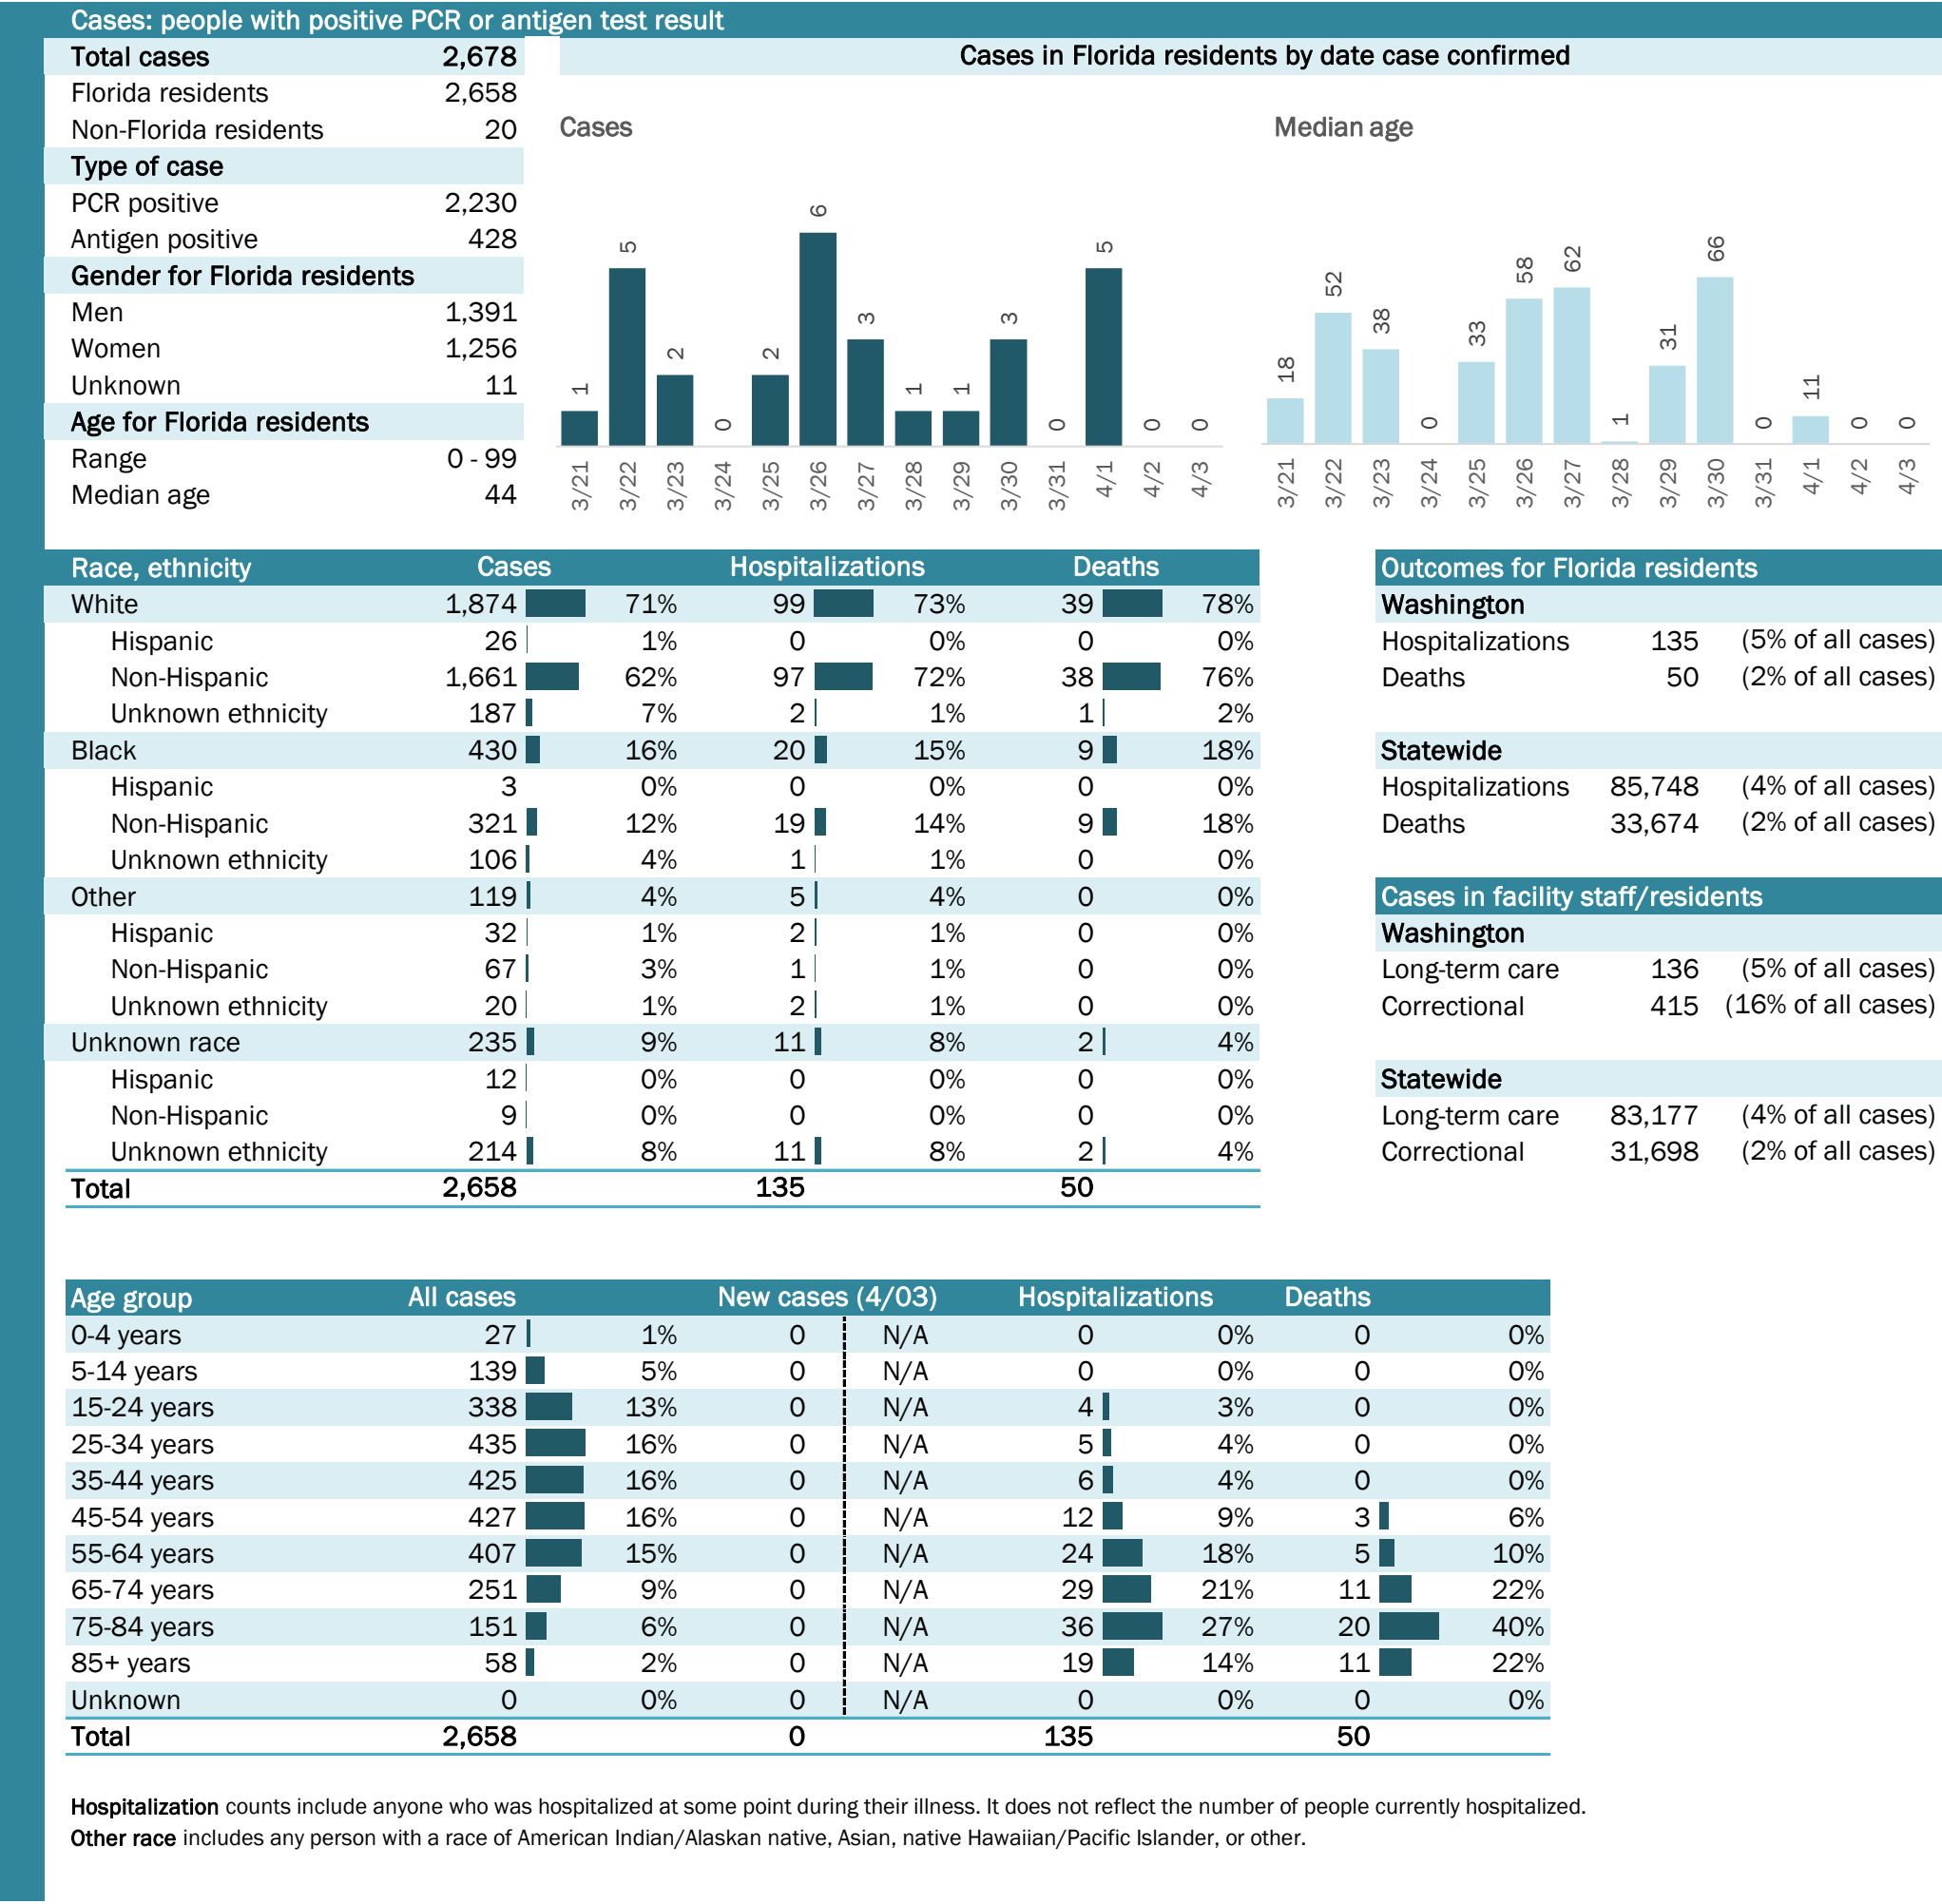 Cases: people with positive PCR or antigen test result
Total cases 2,678
Florida residents 2,658
Non-Florida residents 20
Type of case
PCR positive 2,230
Antigen positive 428
Gender for Florida residents
Men 1,391
Women 1,256
Unknown 11
Age for Florida residents
Range 0 - 99
Median age 44
Cases in Florida residents by date case confirmed
Cases
1 5 2 0 2 6 3 1 1 3 0 5 0 0
3/21 3/22 3/23 3/24 3/25 3/26 3/27 3/28 3/29 3/30 3/31 4/1 4/2 4/3
Median age
18 52 38 0 33 58 62 1 31 66 0 11 0 0
3/21 3/22 3/23 3/24 3/25 3/26 3/27 3/28 3/29 3/30 3/31 4/1 4/2 4/3
Race, ethnicity Cases Hospitalizations Deaths
White 1,874 71% 99 73% 39 78%
Hispanic 26 1% 0 0% 0 0%
Non-Hispanic 1,661 62% 97 72% 38 76%
Unknown ethnicity 187 7% 2 1% 1 2%
Black 430 16% 20 15% 9 18%
Hispanic 3 0% 0 0% 0 0%
Non-Hispanic 321 12% 19 14% 9 18%
Unknown ethnicity 106 4% 1 1% 0 0%
Other 119 4% 5 4% 0 0%
Hispanic 32 1% 2 1% 0 0%
Non-Hispanic 67 3% 1 1% 0 0%
Unknown ethnicity 20 1% 2 1% 0 0%
Unknown race 235 9% 11 8% 2 4%
Hispanic 12 0% 0 0% 0 0%
Non-Hispanic 9 0% 0 0% 0 0%
Unknown ethnicity 214 8% 11 8% 2 4%
Total 2,658 135 50
Outcomes for Florida residents
Washington
Hospitalizations 135 (5% of all cases)
Deaths 50 (2% of all cases)
Statewide
Hospitalizations 85,748 (4% of all cases)
Deaths 33,674 (2% of all cases)
Cases in facility staff/residents
Washington
Long-term care 136 (5% of all cases)
Correctional 415 (16% of all cases)
Statewide
Long-term care 83,177 (4% of all cases)
Correctional 31,698 (2% of all cases)
Age group All cases New cases (4/03) Hospitalizations Deaths
0-4 years 27 1% 0 N/A 0 0% 0 0%
5-14 years 139 5% 0 N/A 0 0% 0 0%
15-24 years 338 13% 0 N/A 4 3% 0 0%
25-34 years 435 16% 0 N/A 5 4% 0 0%
35-44 years 425 16% 0 N/A 6 4% 0 0%
45-54 years 427 16% 0 N/A 12 9% 3 6%
55-64 years 407 15% 0 N/A 24 18% 5 10%
65-74 years 251 9% 0 N/A 29 21% 11 22%
75-84 years 151 6% 0 N/A 36 27% 20 40%
85+ years 58 2% 0 N/A 19 14% 11 22%
Unknown 0 0% 0 N/A 0 0% 0 0%
Total 2,658 0 135 50
Hospitalization counts include anyone who was hospitalized at some point during their illness. It does not reflect the number of people currently hospitalized.
Other race includes any person with a race of American Indian/Alaskan native, Asian, native Hawaiian/Pacific Islander, or other.